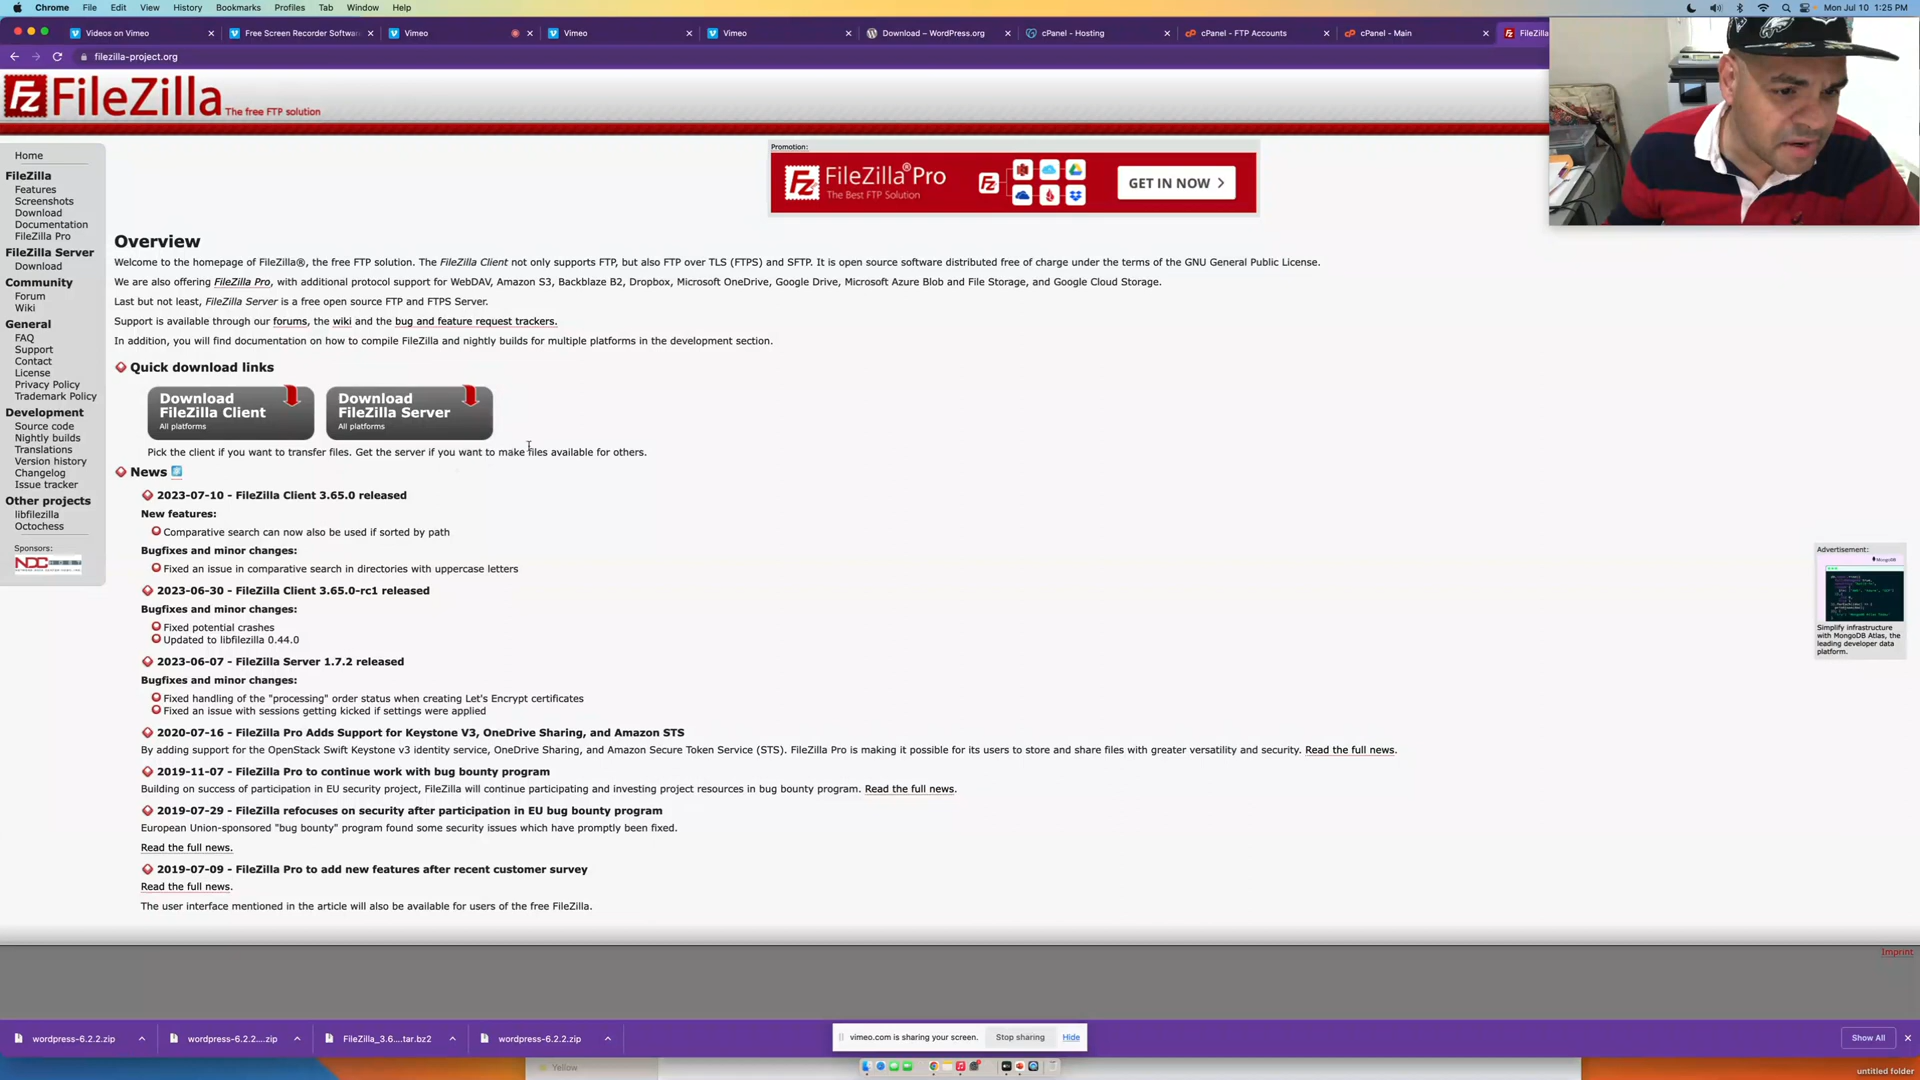 Chrome File Edit View History Bookmarks Profiles Tab Window Help Mon Jul 10 1:25 PM
Videos on Vimeo Free Screen Recorder Softwa Vimeo Vimeo Vimeo Download – WordPress.org cPanel - Hosting cPanel - FTP Accounts cPanel - Main FileZilla
filezilla-project.org
Fz FileZilla The free FTP solution
Promotion:
FileZilla® Pro
The Best FTP Solution
GET IN NOW
Home
FileZilla
Features
Screenshots
Download
Documentation
FileZilla Pro
FileZilla Server
Download
Community
Forum
Wiki
General
FAQ
Support
Contact
License
Privacy Policy
Trademark Policy
Development
Source code
Nightly builds
Translations
Version history
Changelog
Issue tracker
Other projects
libfilezilla
Octochess
Sponsors:
Overview
Welcome to the homepage of FileZilla®, the free FTP solution. The FileZilla Client not only supports FTP, but also FTP over TLS (FTPS) and SFTP. It is open source software distributed free of charge under the terms of the GNU General Public License.
We are also offering FileZilla Pro, with additional protocol support for WebDAV, Amazon S3, Backblaze B2, Dropbox, Microsoft OneDrive, Google Drive, Microsoft Azure Blob and File Storage, and Google Cloud Storage.
Last but not least, FileZilla Server is a free open source FTP and FTPS Server.
Support is available through our forums, the wiki and the bug and feature request trackers.
In addition, you will find documentation on how to compile FileZilla and nightly builds for multiple platforms in the development section.
Quick download links
Download FileZilla Client All platforms
Download FileZilla Server All platforms
Pick the client if you want to transfer files. Get the server if you want to make files available for others.
News
2023-07-10 - FileZilla Client 3.65.0 released
New features:
Comparative search can now also be used if sorted by path
Bugfixes and minor changes:
Fixed an issue in comparative search in directories with uppercase letters
2023-06-30 - FileZilla Client 3.65.0-rc1 released
Bugfixes and minor changes:
Fixed potential crashes
Updated to libfilezilla 0.44.0
2023-06-07 - FileZilla Server 1.7.2 released
Bugfixes and minor changes:
Fixed handling of the "processing" order status when creating Let's Encrypt certificates
Fixed an issue with sessions getting kicked if settings were applied
2020-07-16 - FileZilla Pro Adds Support for Keystone V3, OneDrive Sharing, and Amazon STS
By adding support for the OpenStack Swift Keystone v3 identity service, OneDrive Sharing, and Amazon Secure Token Service (STS). FileZilla Pro is making it possible for its users to store and share files with greater versatility and security. Read the full news.
2019-11-07 - FileZilla Pro to continue work with bug bounty program
Building on success of participation in EU security project, FileZilla will continue participating and investing project resources in bug bounty program. Read the full news.
2019-07-29 - FileZilla refocuses on security after participation in EU bug bounty program
European Union-sponsored "bug bounty" program found some security issues which have promptly been fixed.
Read the full news.
2019-07-09 - FileZilla Pro to add new features after recent customer survey
Read the full news.
The user interface mentioned in the article will also be available for users of the free FileZilla.
Advertisement:
MongoDB
Simplify infrastructure
with MongoDB Atlas, the
leading developer data
platform.
Imprint
wordpress-6.2.2.zip wordpress-6.2.2....zip FileZilla_3.6....tar.bz2 wordpress-6.2.2.zip
vimeo.com is sharing your screen. Stop sharing Hide
Show All
Yellow
untitled folder